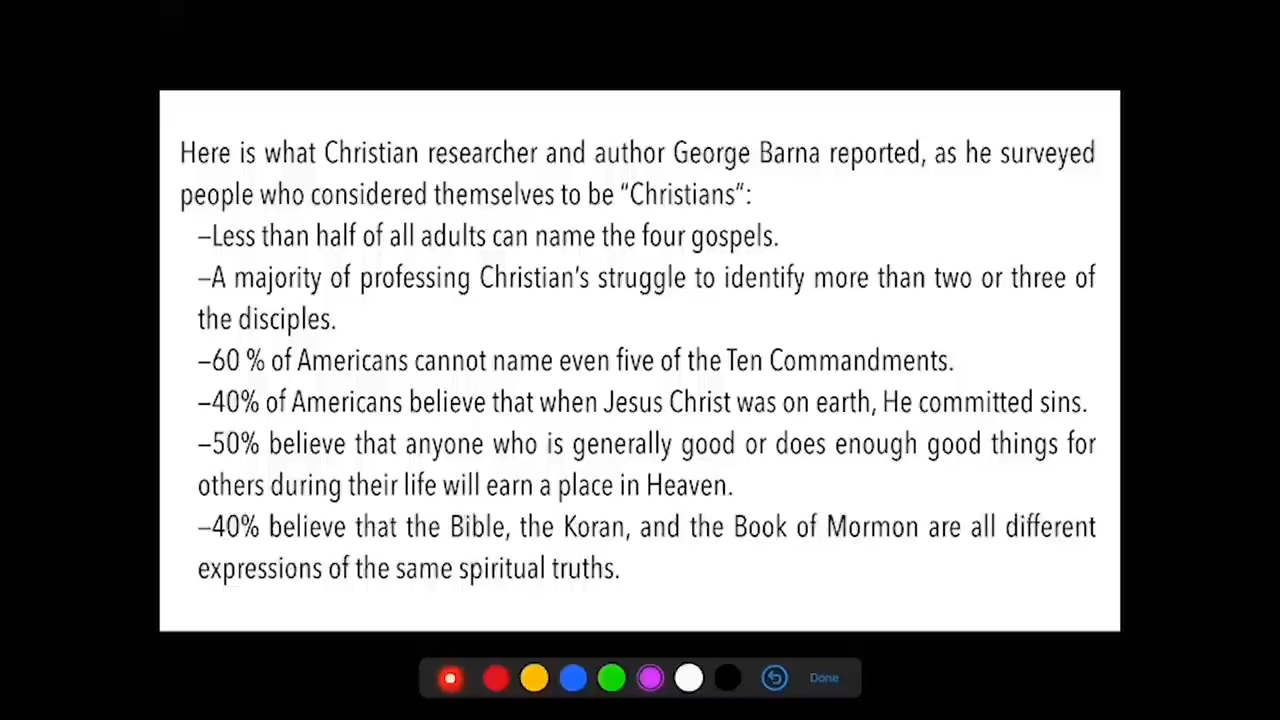 Here is what Christian researcher and author George Barna reported, as he surveyed
people who considered themselves to be “Christians”:
–Less than half of all adults can name the four gospels.
–A majority of professing Christian’s struggle to identify more than two or three of
the disciples.
–60 % of Americans cannot name even five of the Ten Commandments.
–40% of Americans believe that when Jesus Christ was on earth, He committed sins.
–50% believe that anyone who is generally good or does enough good things for
others during their life will earn a place in Heaven.
–40% believe that the Bible, the Koran, and the Book of Mormon are all different
expressions of the same spiritual truths.
Done